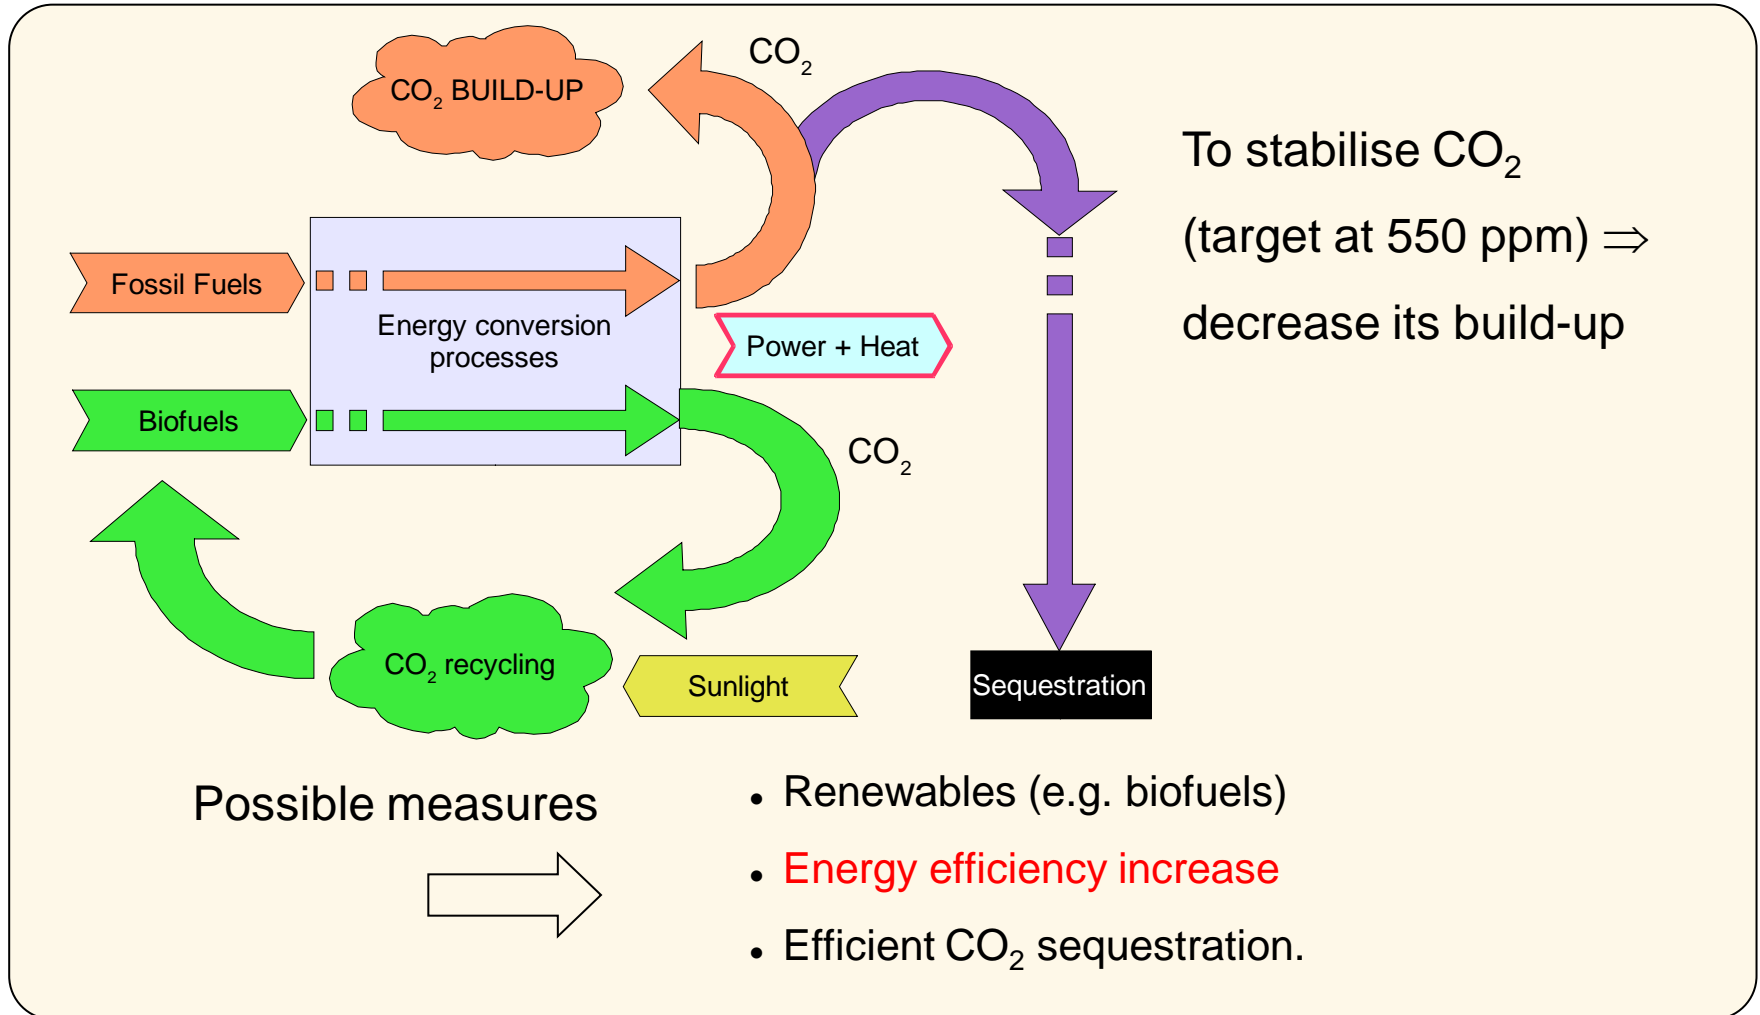 CO₂ BUILD-UP
CO₂
To stabilise CO₂
(target at 550 ppm) ⇒
decrease its build-up
Fossil Fuels
Energy conversion
processes
Power + Heat
Biofuels
CO₂
CO₂ recycling
Sunlight
Sequestration
Possible measures
• Renewables (e.g. biofuels)
• Energy efficiency increase
• Efficient CO₂ sequestration.